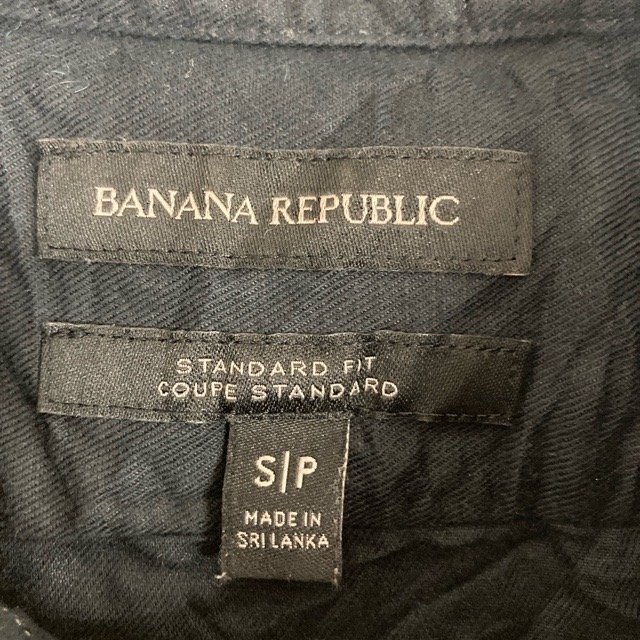 BANANA REPUBLIC
STANDARD FIT
COUPE STANDARD
S|P
MADE IN
SRI LANKA